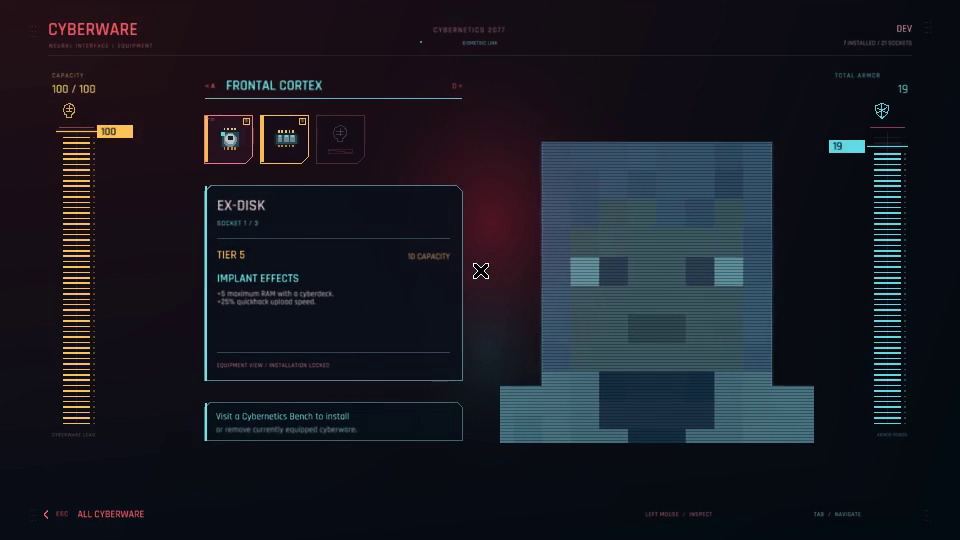 CYBERWARE
NEURAL INTERFACE / EQUIPMENT
CYBERNETICS 2077
BIOMETRIC LINK
DEV
7 INSTALLED / 21 SOCKETS
CAPACITY
100 / 100
100
< A
FRONTAL CORTEX
D >
EX-DISK
SOCKET 1 / 3
TIER 5
10 CAPACITY
IMPLANT EFFECTS
+5 maximum RAM with a cyberdeck.
+25% quickhack upload speed.
EQUIPMENT VIEW / INSTALLATION LOCKED
Visit a Cybernetics Bench to install
or remove currently equipped cyberware.
TOTAL ARMOR
19
19
CYBERWARE LOAD
ARMOR POINTS
ESC
ALL CYBERWARE
LEFT MOUSE / INSPECT
TAB / NAVIGATE